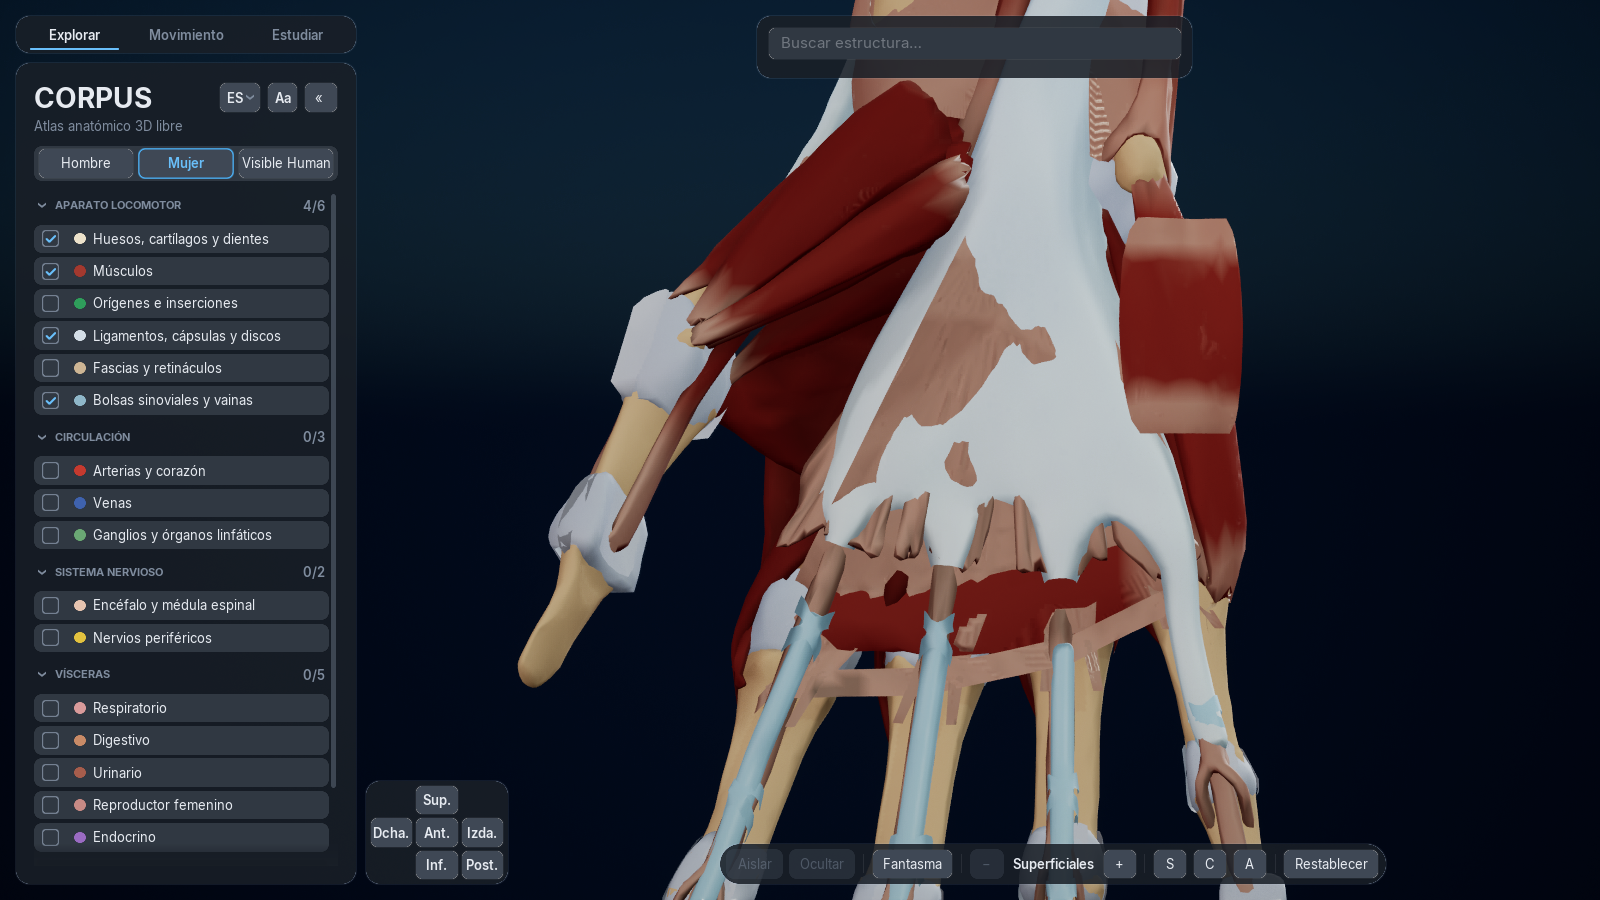 Explorar
Movimiento
Estudiar
CORPUS
ES
Aa
«
Atlas anatómico 3D libre
Hombre
Mujer
Visible Human
APARATO LOCOMOTOR 4/6
Huesos, cartílagos y dientes
Músculos
Orígenes e inserciones
Ligamentos, cápsulas y discos
Fascias y retináculos
Bolsas sinoviales y vainas
CIRCULACIÓN 0/3
Arterias y corazón
Venas
Ganglios y órganos linfáticos
SISTEMA NERVIOSO 0/2
Encéfalo y médula espinal
Nervios periféricos
VÍSCERAS 0/5
Respiratorio
Digestivo
Urinario
Reproductor femenino
Endocrino
Buscar estructura...
Sup.
Dcha. Ant. Izda.
Inf. Post.
Aislar Ocultar Fantasma − Superficiales + S C A Restablecer